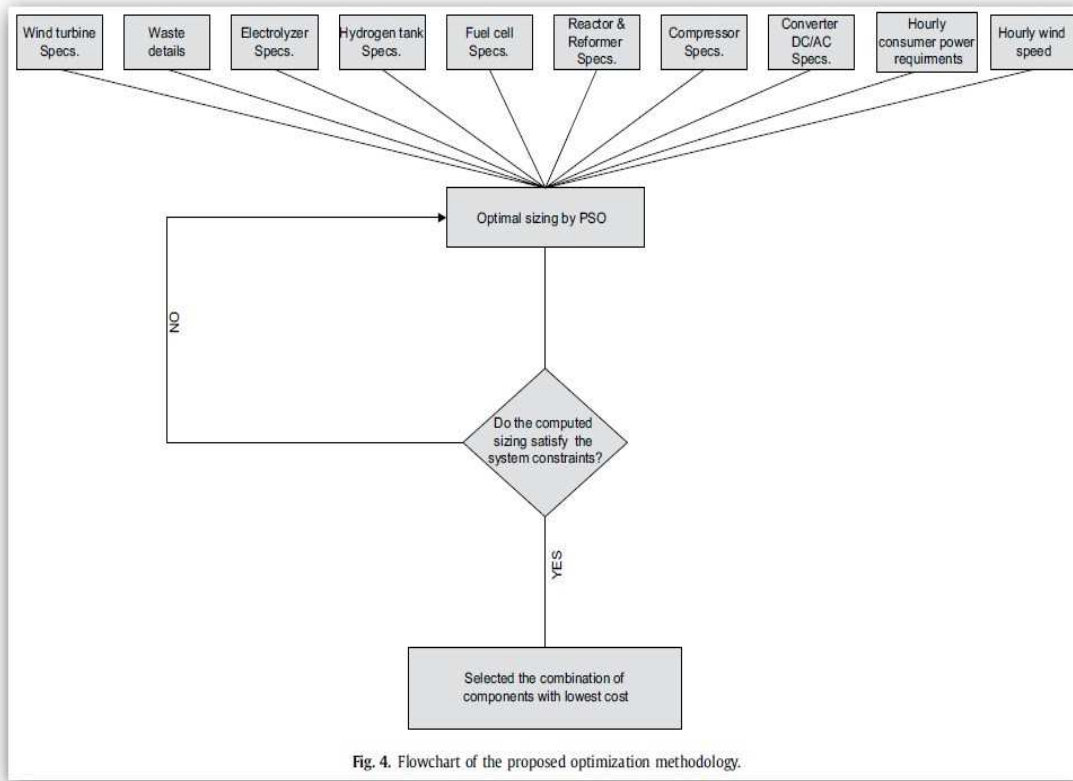 Wind turbine
Specs.
Waste
details
Electrolyzer
Specs.
Hydrogen tank
Specs.
Fuel cell
Specs.
Reactor &
Reformer
Specs.
Compressor
Specs.
Converter
DC/AC
Specs.
Hourly
consumer power
requirments
Hourly wind
speed
Optimal sizing by PSO
NO
Do the computed
sizing satisfy the
system constraints?
YES
Selected the combination of
components with lowest cost
Fig. 4. Flowchart of the proposed optimization methodology.